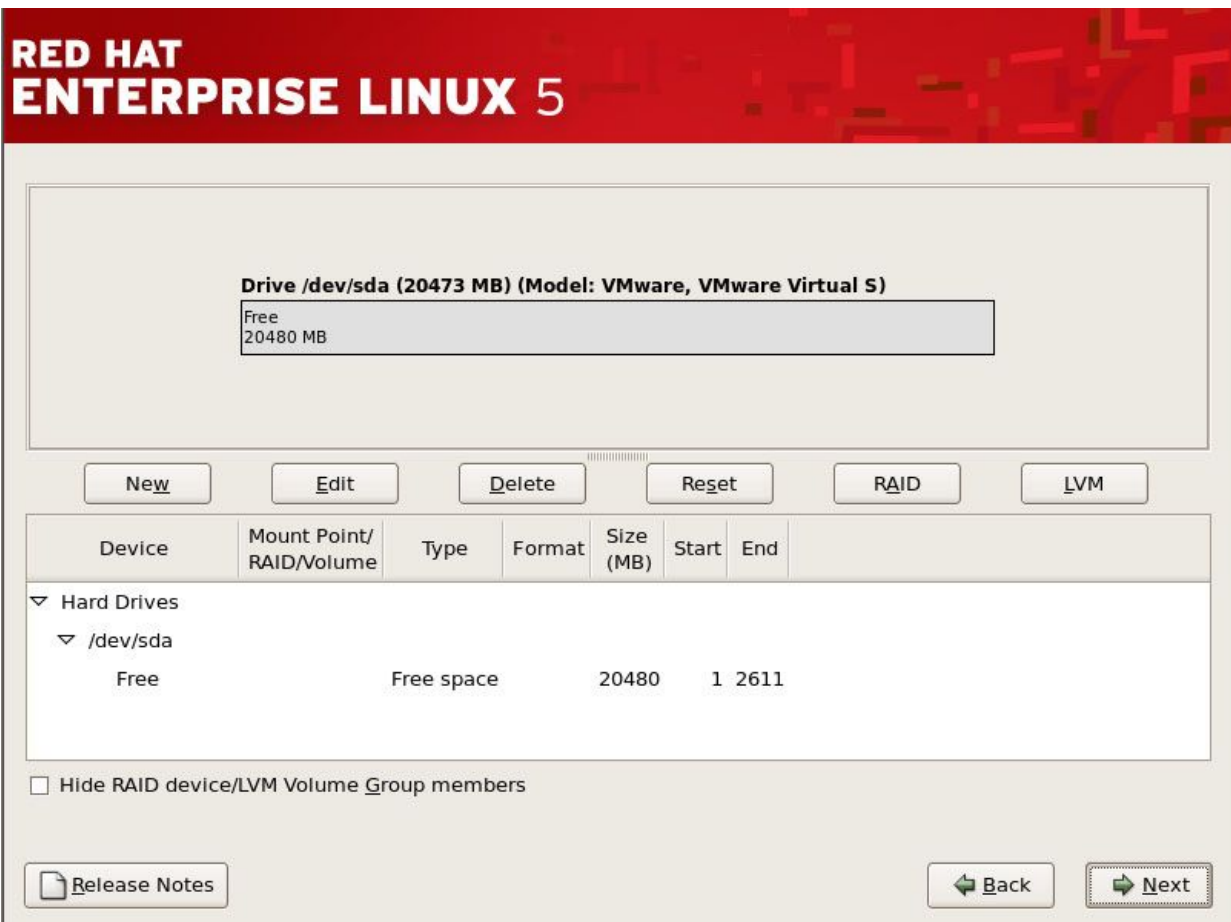 RED HAT
ENTERPRISE LINUX 5
Drive /dev/sda (20473 MB) (Model: VMware, VMware Virtual S)
Free
20480 MB
New Edit Delete Reset RAID LVM
Device Mount Point/ RAID/Volume Type Format Size (MB) Start End
Hard Drives
/dev/sda
Free Free space 20480 1 2611
Hide RAID device/LVM Volume Group members
Release Notes Back Next